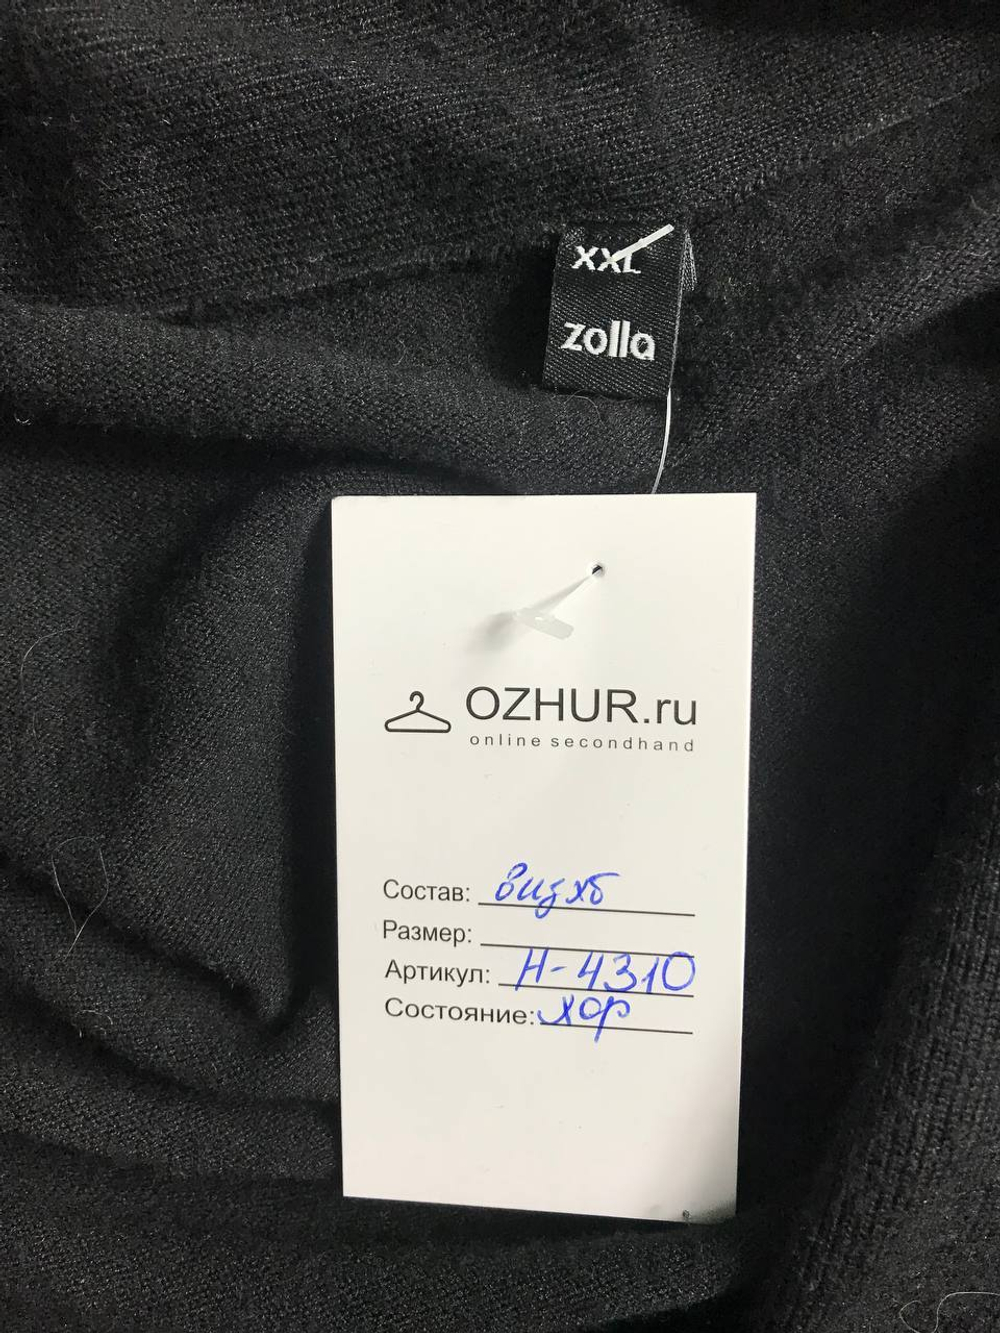 XXL
zolla
OZHUR.ru
online secondhand
Состав: виз хб
Размер:
Артикул: Н-4310
Состояние: хор